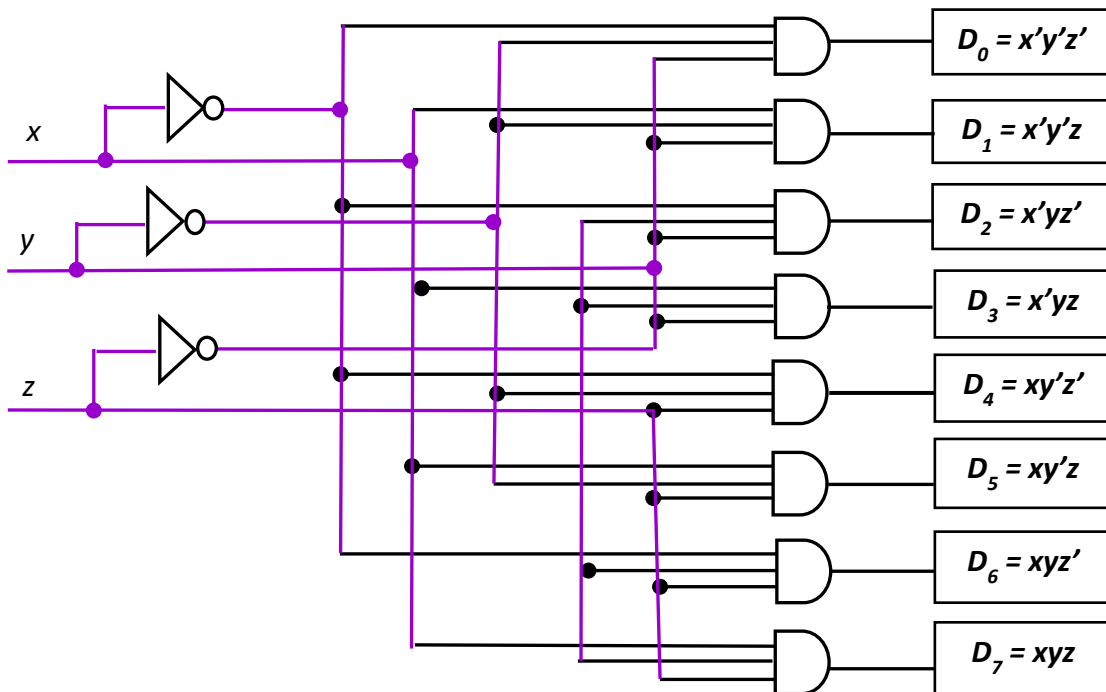 D₀ = x’y’z’
x
D₁ = x’y’z
y
D₂ = x’yz’
D₃ = x’yz
z
D₄ = xy’z’
D₅ = xy’z
D₆ = xyz’
D₇ = xyz